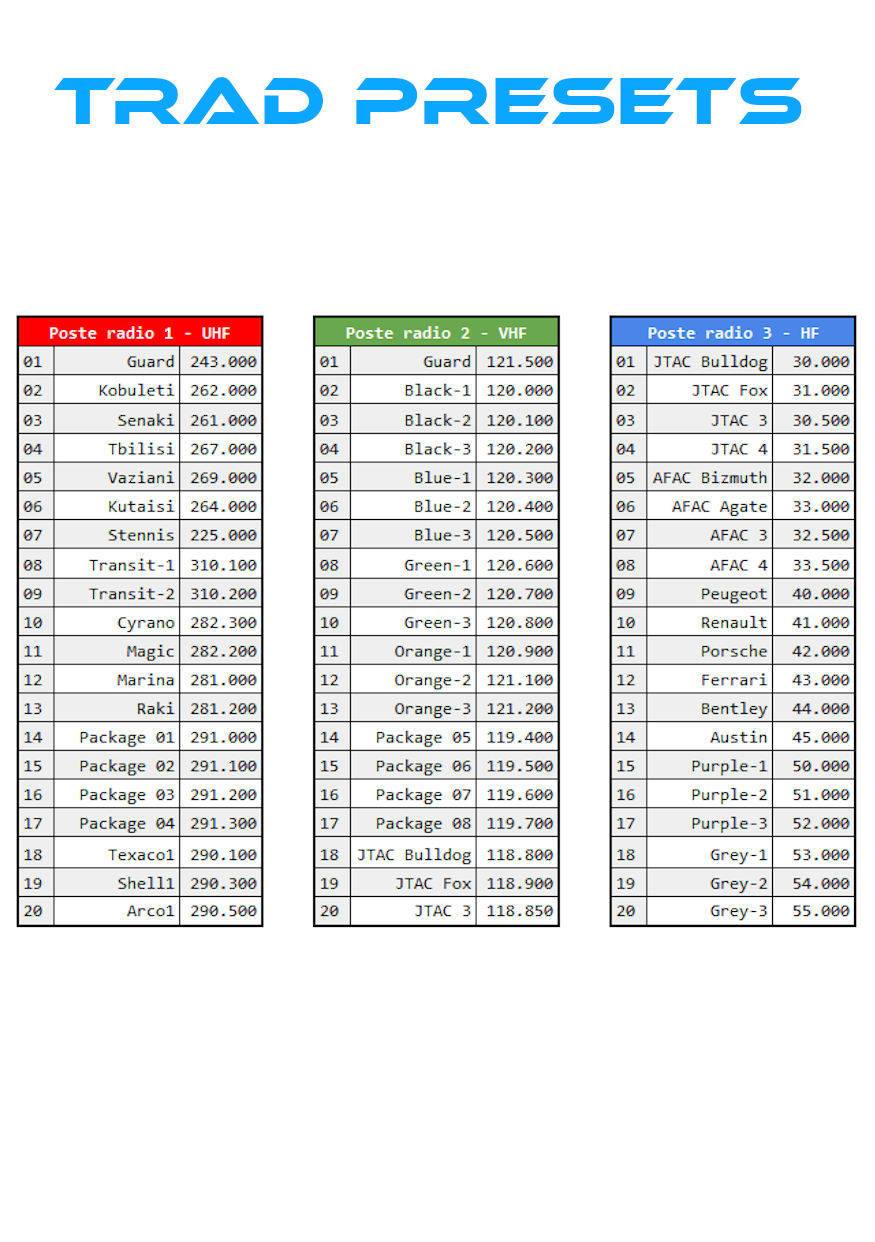 TRAD PRESETS
Poste radio 1 - UHF
01 Guard 243.000
02 Kobuleti 262.000
03 Senaki 261.000
04 Tbilisi 267.000
05 Vaziani 269.000
06 Kutaisi 264.000
07 Stennis 225.000
08 Transit-1 310.100
09 Transit-2 310.200
10 Cyrano 282.300
11 Magic 282.200
12 Marina 281.000
13 Raki 281.200
14 Package 01 291.000
15 Package 02 291.100
16 Package 03 291.200
17 Package 04 291.300
18 Texaco1 290.100
19 Shell1 290.300
20 Arco1 290.500
Poste radio 2 - VHF
01 Guard 121.500
02 Black-1 120.000
03 Black-2 120.100
04 Black-3 120.200
05 Blue-1 120.300
06 Blue-2 120.400
07 Blue-3 120.500
08 Green-1 120.600
09 Green-2 120.700
10 Green-3 120.800
11 Orange-1 120.900
12 Orange-2 121.100
13 Orange-3 121.200
14 Package 05 119.400
15 Package 06 119.500
16 Package 07 119.600
17 Package 08 119.700
18 JTAC Bulldog 118.800
19 JTAC Fox 118.900
20 JTAC 3 118.850
Poste radio 3 - HF
01 JTAC Bulldog 30.000
02 JTAC Fox 31.000
03 JTAC 3 30.500
04 JTAC 4 31.500
05 AFAC Bizmuth 32.000
06 AFAC Agate 33.000
07 AFAC 3 32.500
08 AFAC 4 33.500
09 Peugeot 40.000
10 Renault 41.000
11 Porsche 42.000
12 Ferrari 43.000
13 Bentley 44.000
14 Austin 45.000
15 Purple-1 50.000
16 Purple-2 51.000
17 Purple-3 52.000
18 Grey-1 53.000
19 Grey-2 54.000
20 Grey-3 55.000